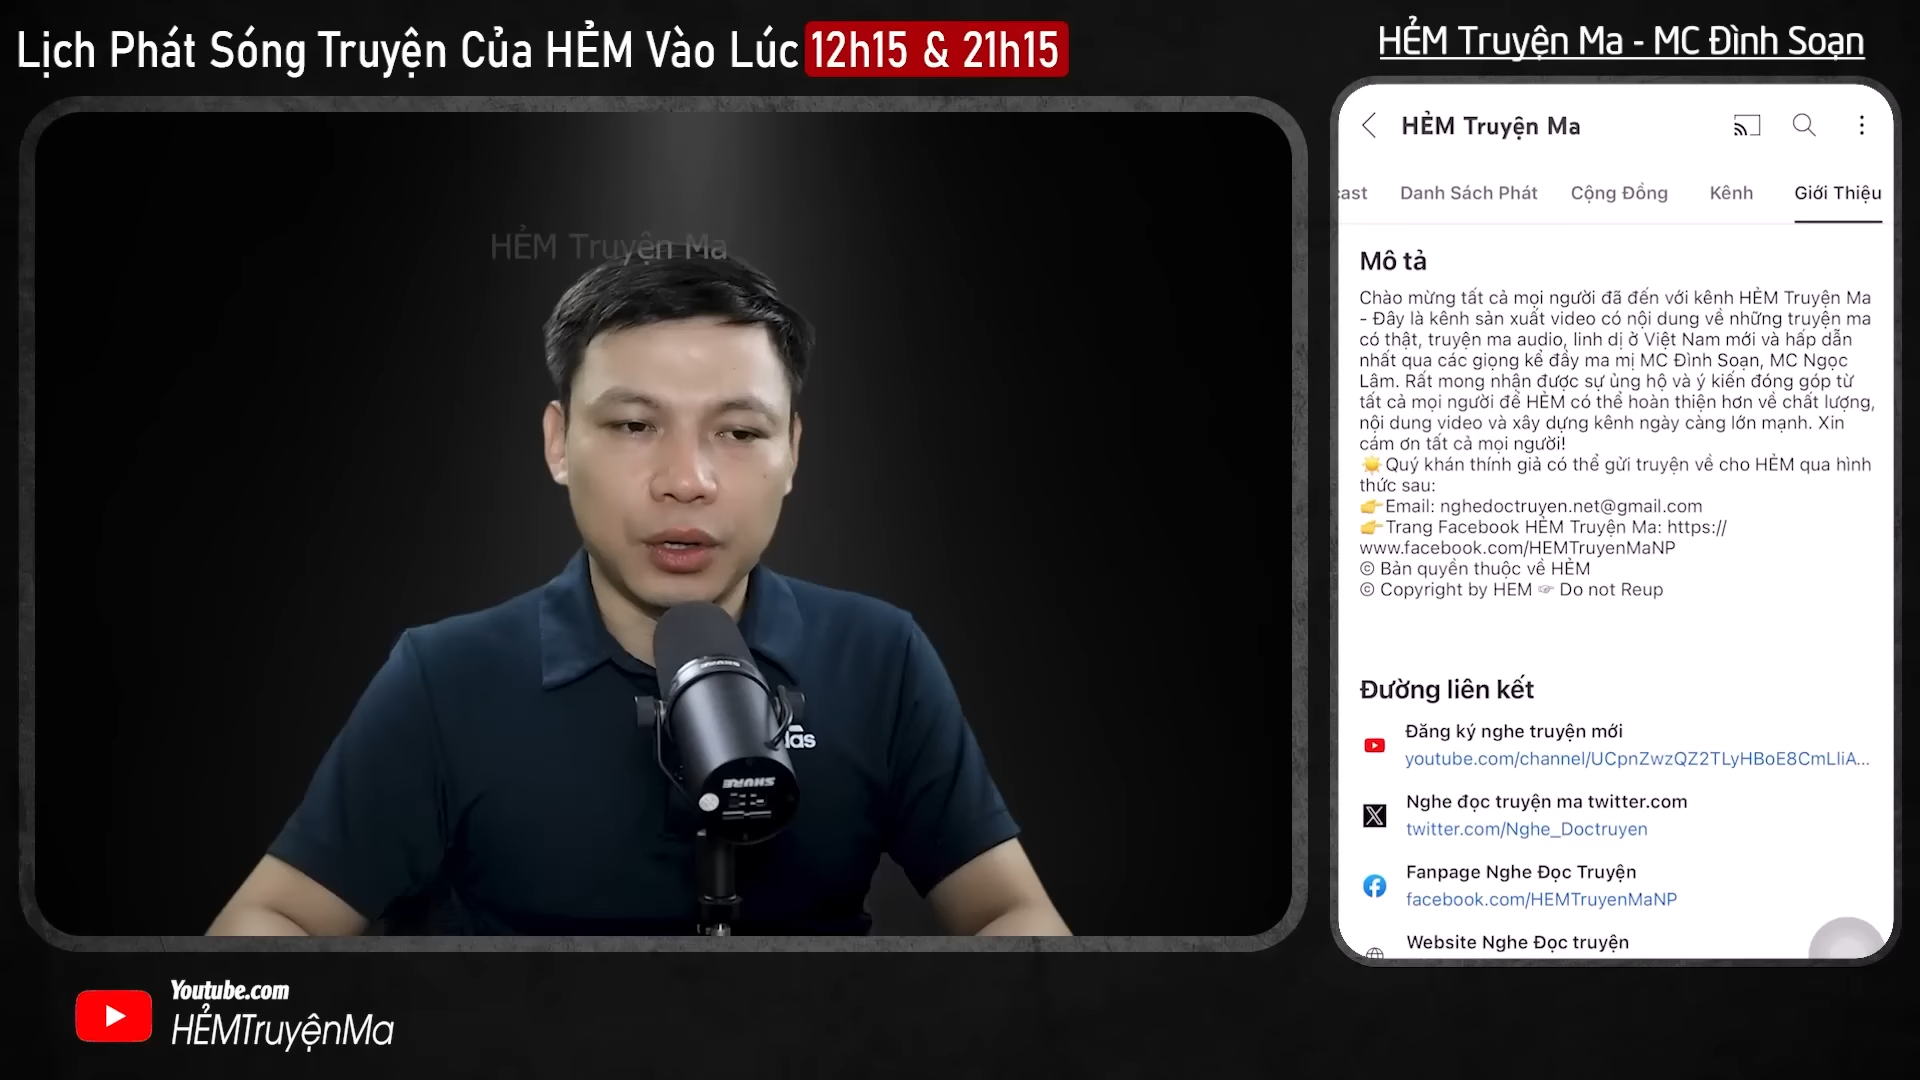 Lịch Phát Sóng Truyện Của HẺM Vào Lúc 12h15 & 21h15
HẺM Truyện Ma - MC Đình Soạn
HẺM Truyện Ma
HẺM Truyện Ma
Danh Sách Phát Cộng Đồng Kênh Giới Thiệu
Mô tả
Chào mừng tất cả mọi người đã đến với kênh HẺM Truyện Ma
- Đây là kênh sản xuất video có nội dung về những truyện ma
có thật, truyện ma audio, linh dị ở Việt Nam mới và hấp dẫn
nhất qua các giọng kể đầy ma mị MC Đình Soạn, MC Ngọc
Lâm. Rất mong nhận được sự ủng hộ và ý kiến đóng góp từ
tất cả mọi người để HẺM có thể hoàn thiện hơn về chất lượng,
nội dung video và xây dựng kênh ngày càng lớn mạnh. Xin
cám ơn tất cả mọi người!
☀️Quý khán thính giả có thể gửi truyện về cho HẺM qua hình
thức sau:
👉Email: nghedoctruyen.net@gmail.com
👉Trang Facebook HẺM Truyện Ma: https://
www.facebook.com/HEMTruyenMaNP
© Bản quyền thuộc về HẺM
© Copyright by HEM ☞ Do not Reup
Đường liên kết
Đăng ký nghe truyện mới
youtube.com/channel/UCpnZwzQZ2TLyHBoE8CmLliA...
Nghe đọc truyện ma twitter.com
twitter.com/Nghe_Doctruyen
Fanpage Nghe Đọc Truyện
facebook.com/HEMTruyenMaNP
Website Nghe Đọc truyện
SHURE
Youtube.com
HẺMTruyệnMa